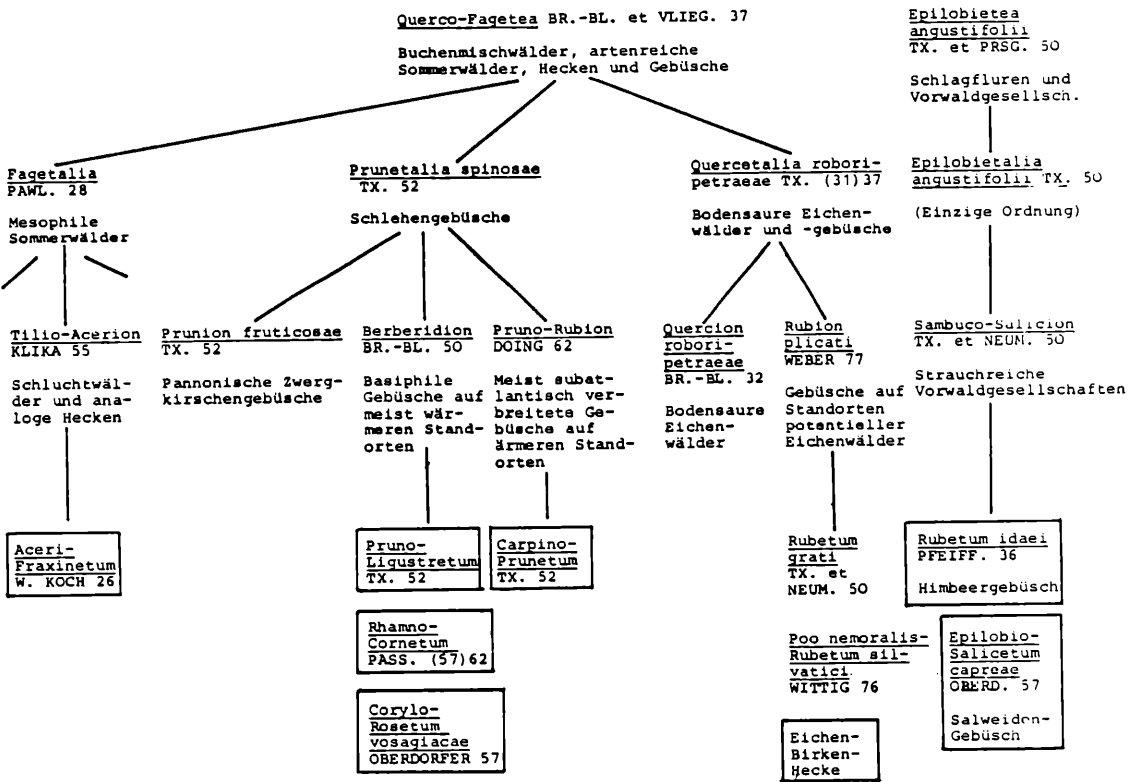 Querco-Fagetea BR.-BL. et VLIEG. 37
Buchenmischwälder, artenreiche
Sommerwälder, Hecken und Gebüsche
Epilobietea
angustifolii
TX. et PRSG. 50
Schlagfluren und
Vorwaldgesellsch.
Fagetalia
PAWL. 28
Mesophile
Sommerwälder
Prunetalia spinosae
TX. 52
Schlehengebüsche
Quercetalia robori-
petraeae TX. (31)37
Bodensaure Eichen-
wälder und -gebüsche
Epilobietalia
angustifolii TX. 50
(Einzige Ordnung)
Tilio-Acerion
KLIKA 55
Schluchtwäl-
der und ana-
loge Hecken
Prunion fruticosae
TX. 52
Pannonische Zwerg-
kirschengebüsche
Berberidion
BR.-BL. 50
Basiphile
Gebüsche auf
meist wär-
meren Stand-
orten
Pruno-Rubion
DOING 62
Meist subat-
lantisch ver-
breitete Ge-
büsche auf
ärmeren Stand-
orten
Quercion
robori-
petraeae
BR.-BL. 32
Bodensaure
Eichen-
wälder
Rubion
plicati
WEBER 77
Gebüsche auf
Standorten
potentieller
Eichenwälder
Sambuco-Salicion
TX. et NEUM. 50
Strauchreiche
Vorwaldgesellschaften
Aceri-
Fraxinetum
W. KOCH 26
Pruno-
Ligustretum
TX. 52
Carpino-
Prunetum
TX. 52
Rubetum
grati
TX. et
NEUM. 50
Rubetum idaei
PFEIFF. 36
Himbeergebüsch
Rhamno-
Cornetum
PASS. (57)62
Poo nemoralis-
Rubetum sil-
vatici
WITTIG 76
Epilobio-
Salicetum
capreae
OBERD. 57
Salweiden-
Gebüsch
Corylo-
Rosetum
vosagiacae
OBERDORFER 57
Eichen-
Birken-
Hecke